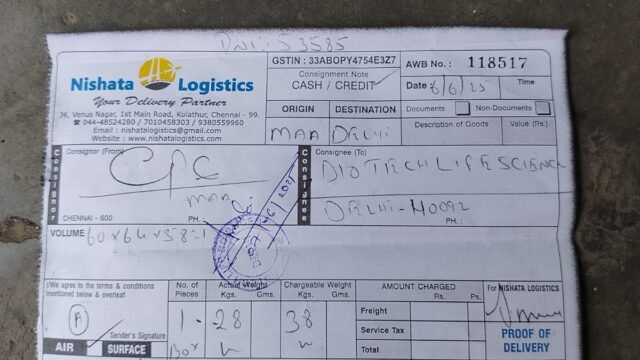 Nishata Logistics
Your Delivery Partner
36, Venus Nagar, 1st Main Road, Kolathur, Chennai - 99.
☎ 044-48524280 / 7010458303 / 9380559960
Email : nishatalogistics@gmail.com
Website : www.nishatalogistics.com
GSTIN : 33ABOPY4754E3Z7
Consignment Note
CASH / CREDIT
AWB No. : 118517
Date 6/6/25 Time
ORIGIN DESTINATION
MAA DELHI
Documents Non-Documents
Description of Goods Value (Rs.)
Consignor
Consignor (From)
CPC
MAA
CHENNAI - 600 PH. :
Consignee
Consignee (To)
BIOTECH LIFE SCIENCE
DELHI-110092
PH. :
VOLUME 60x64x58-1
I/We agree to the terms & conditions
mentioned below & overleaf
Sender's Signature
AIR SURFACE
No. of Pieces
Actual Weight
Kgs. Gms.
Chargeable Weight
Kgs. Gms.
1 - 28 38
Box
AMOUNT CHARGED
Rs. Ps.
Freight
Service Tax
Total
For NISHATA LOGISTICS
PROOF OF
DELIVERY